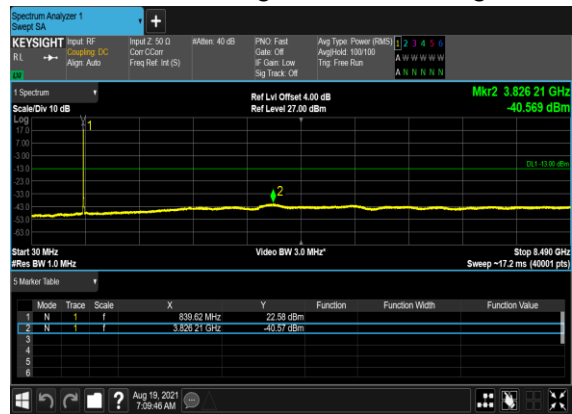 Spectrum Analyzer 1
Swept SA
+
KEYSIGHT Input: RF Input Z: 50 Ω #Atten: 40 dB PNO: Fast Avg Type: Power (RMS) 1 2 3 4 5 6
RL Coupling: DC Corr CCorr Gate: Off Avg|Hold: 100/100 A W W W W W
Align: Auto Freq Ref: Int (S) IF Gain: Low Trig: Free Run
LW Sig Track: Off A N N N N N
1 Spectrum Ref Lvl Offset 4.00 dB Mkr2 3.826 21 GHz
Scale/Div 10 dB Ref Level 27.00 dBm -40.569 dBm
Log
17.0 1
7.00
-3.00
-13.0 DL1 -13.00 dBm
-23.0
-33.0 2
-43.0
-53.0
-63.0
Start 30 MHz Video BW 3.0 MHz* Stop 8.490 GHz
#Res BW 1.0 MHz Sweep ~17.2 ms (40001 pts)
5 Marker Table
Mode Trace Scale X Y Function Function Width Function Value
1 N 1 f 839.62 MHz 22.58 dBm
2 N 1 f 3.826 21 GHz -40.57 dBm
3
4
5
6
? Aug 19, 2021
7:09:46 AM